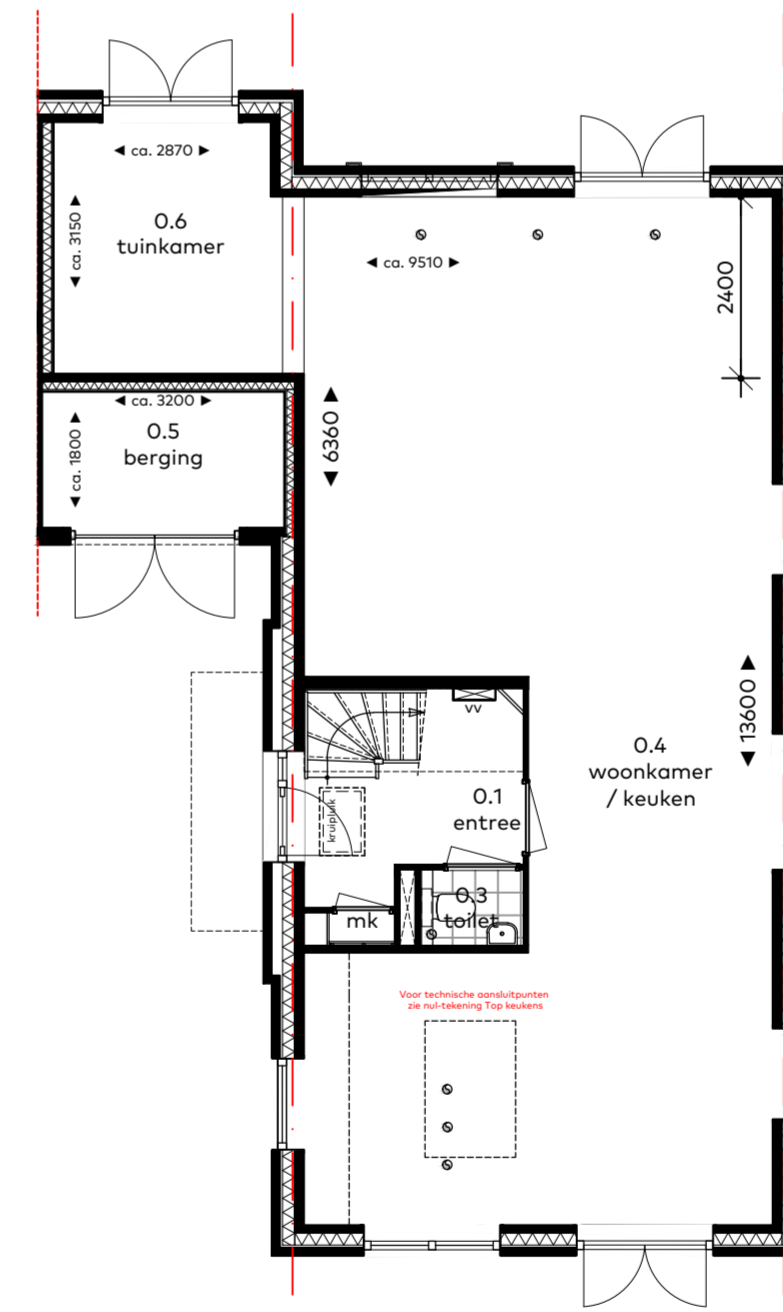 ◄ ca. 2870 ►
◄ ca. 3150 ►
0.6
tuinkamer
◄ ca. 9510 ►
2400
◄ ca. 3200 ►
◄ ca. 1800 ►
0.5
berging
◄ 6360 ►
vv
◄ 13600 ►
0.4
woonkamer
/ keuken
0.1
entree
kruipluik
0.3
toilet
mk
Voor technische aansluitpunten
zie nul-tekening Top keukens